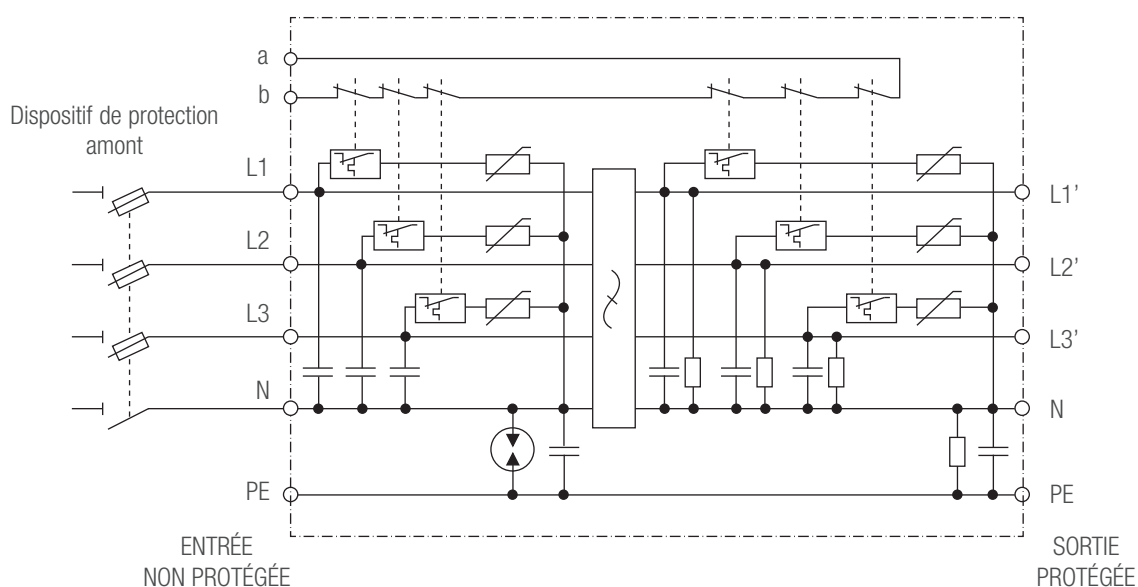 a
b
Dispositif de protection
amont
L1
L1’
L2
L2’
L3
L3’
N
N
PE
PE
ENTRÉE
NON PROTÉGÉE
SORTIE
PROTÉGÉE